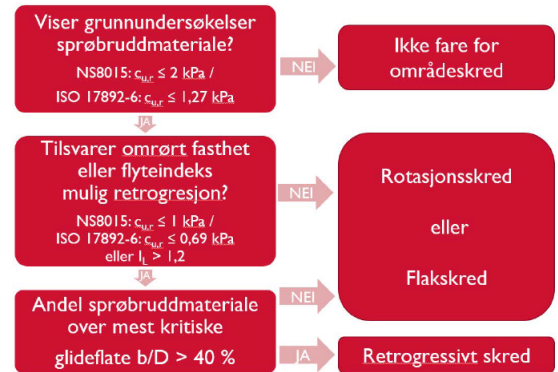 Viser grunnundersøkelser
sprøbruddmateriale?
NS8015: cu,r ≤ 2 kPa /
ISO 17892-6: cu,r ≤ 1,27 kPa
NEI
Ikke fare for
områdeskred
JA
Tilsvarer omrørt fasthet
eller flyteindeks
mulig retrogresjon?
NS8015: cu,r ≤ 1 kPa /
ISO 17892-6: cu,r ≤ 0,69 kPa
eller IL > 1,2
NEI
Rotasjonsskred
eller
Flakskred
JA
Andel sprøbruddmateriale
over mest kritiske
glideflate b/D > 40 %
NEI
JA
Retrogressivt skred